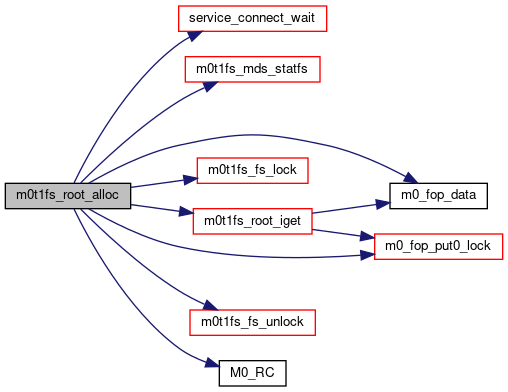 service_connect_wait
m0t1fs_mds_statfs
m0t1fs_fs_lock
m0t1fs_root_alloc
m0_fop_data
m0t1fs_root_iget
m0_fop_put0_lock
m0t1fs_fs_unlock
M0_RC